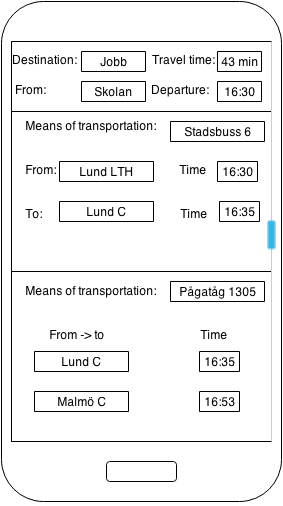 Destination: Jobb Travel time: 43 min
From: Skolan Departure: 16:30
Means of transportation: Stadsbuss 6
From: Lund LTH Time 16:30
To: Lund C Time 16:35
Means of transportation: Pågatåg 1305
From -> to Time
Lund C 16:35
Malmö C 16:53